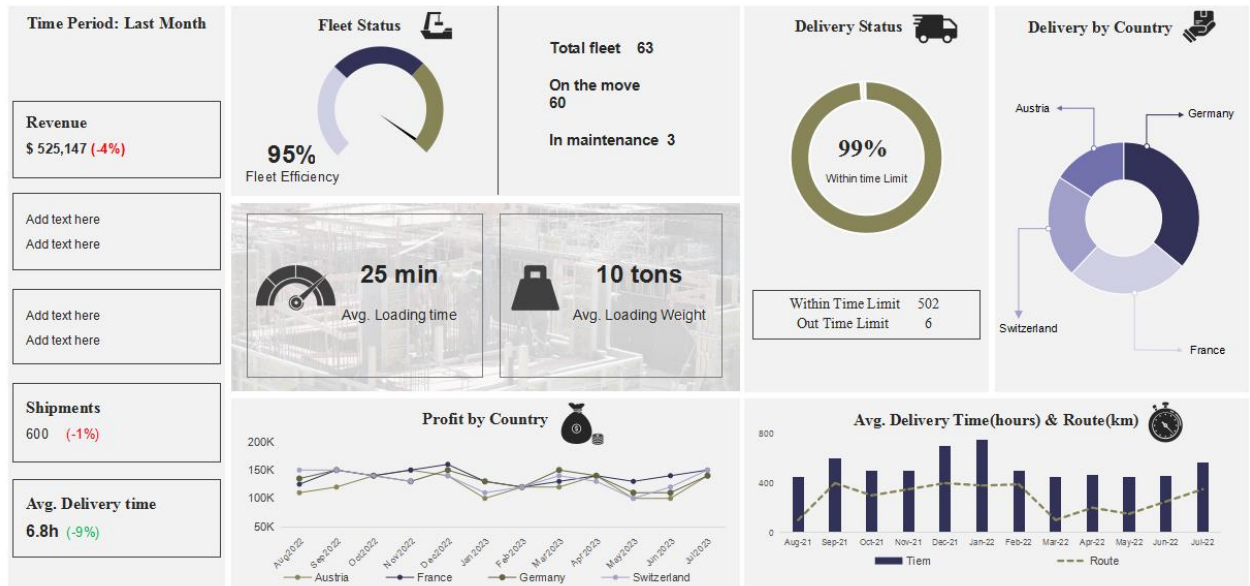 Time Period: Last Month
Revenue
$ 525,147 (-4%)
Add text here
Add text here
Add text here
Add text here
Shipments
600 (-1%)
Avg. Delivery time
6.8h (-9%)
Fleet Status
95%
Fleet Efficiency
Total fleet 63
On the move
60
In maintenance 3
25 min
Avg. Loading time
10 tons
Avg. Loading Weight
Delivery Status
99%
Within time Limit
Within Time Limit 502
Out Time Limit 6
Delivery by Country
Austria
Germany
Switzerland
France
Profit by Country
$
200K
150K
100K
50K
Aug2022 Sep2022 Oct2022 Nov2022 Dec2022 Jan2023 Feb2023 Mar2023 Apr2023 May2023 Jun2023 Jul2023
Austria France Germany Switzerland
Avg. Delivery Time(hours) & Route(km)
800
400
0
Aug-21 Sep-21 Oct-21 Nov-21 Dec-21 Jan-22 Feb-22 Mar-22 Apr-22 May-22 Jun-22 Jul-22
Tiem Route